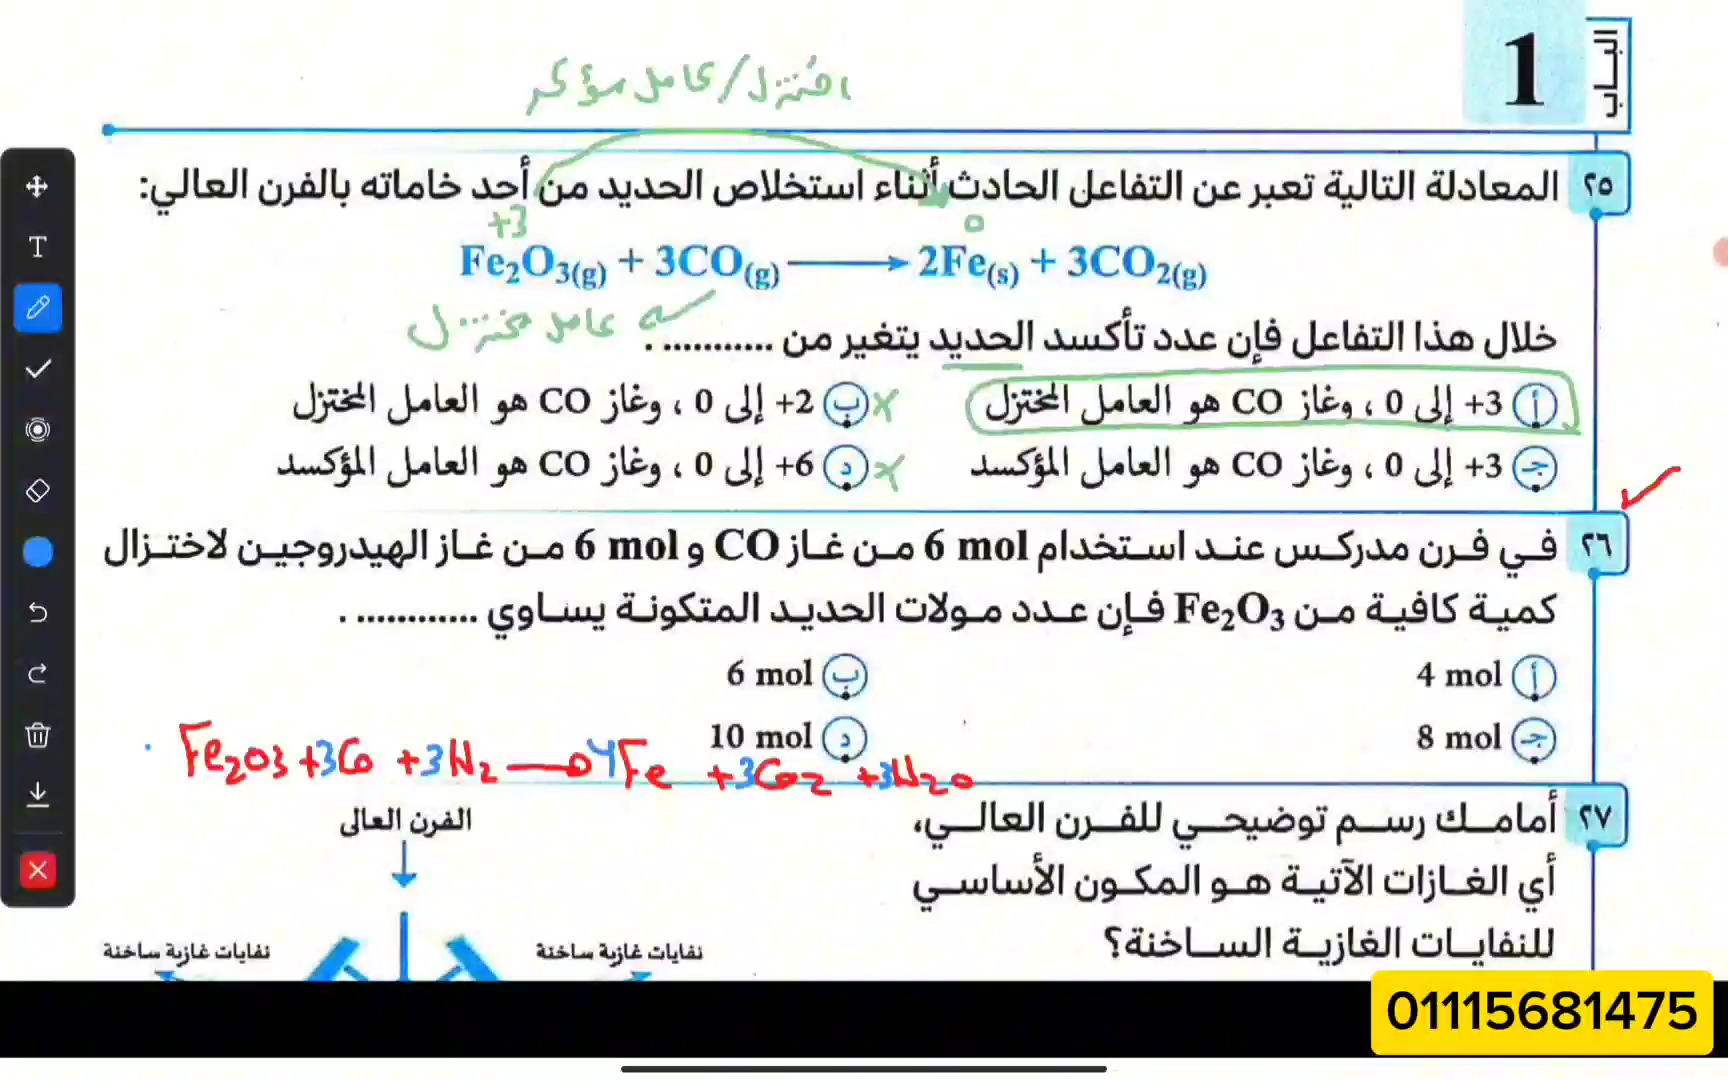 الباب
1
اختزل/عامل مؤكسد
٢٥ المعادلة التالية تعبر عن التفاعل الحادث أثناء استخلاص الحديد من أحد خاماته بالفرن العالي:
+3 0
Fe₂O₃(g) + 3CO(g) ⟶ 2Fe(s) + 3CO₂(g)
عامل مختزل
خلال هذا التفاعل فإن عدد تأكسد الحديد يتغير من ............ .
أ +3 إلى 0 ، وغاز CO هو العامل المختزل
ب +2 إلى 0 ، وغاز CO هو العامل المختزل
جـ +3 إلى 0 ، وغاز CO هو العامل المؤكسد
د +6 إلى 0 ، وغاز CO هو العامل المؤكسد
٢٦ في فرن مدركس عند استخدام 6 mol من غاز CO و 6 mol من غاز الهيدروجين لاختزال
كمية كافية من Fe₂O₃ فإن عدد مولات الحديد المتكونة يساوي ............. .
أ 4 mol
ب 6 mol
جـ 8 mol
د 10 mol
Fe₂O₃ + 3Co + 3H₂ ⟶ 4Fe + 3Co₂ + 3H₂o
٢٧ أمامك رسم توضيحي للفرن العالي،
أي الغازات الآتية هو المكون الأساسي
للنفايات الغازية الساخنة؟
الفرن العالى
نفايات غازية ساخنة
نفايات غازية ساخنة
01115681475